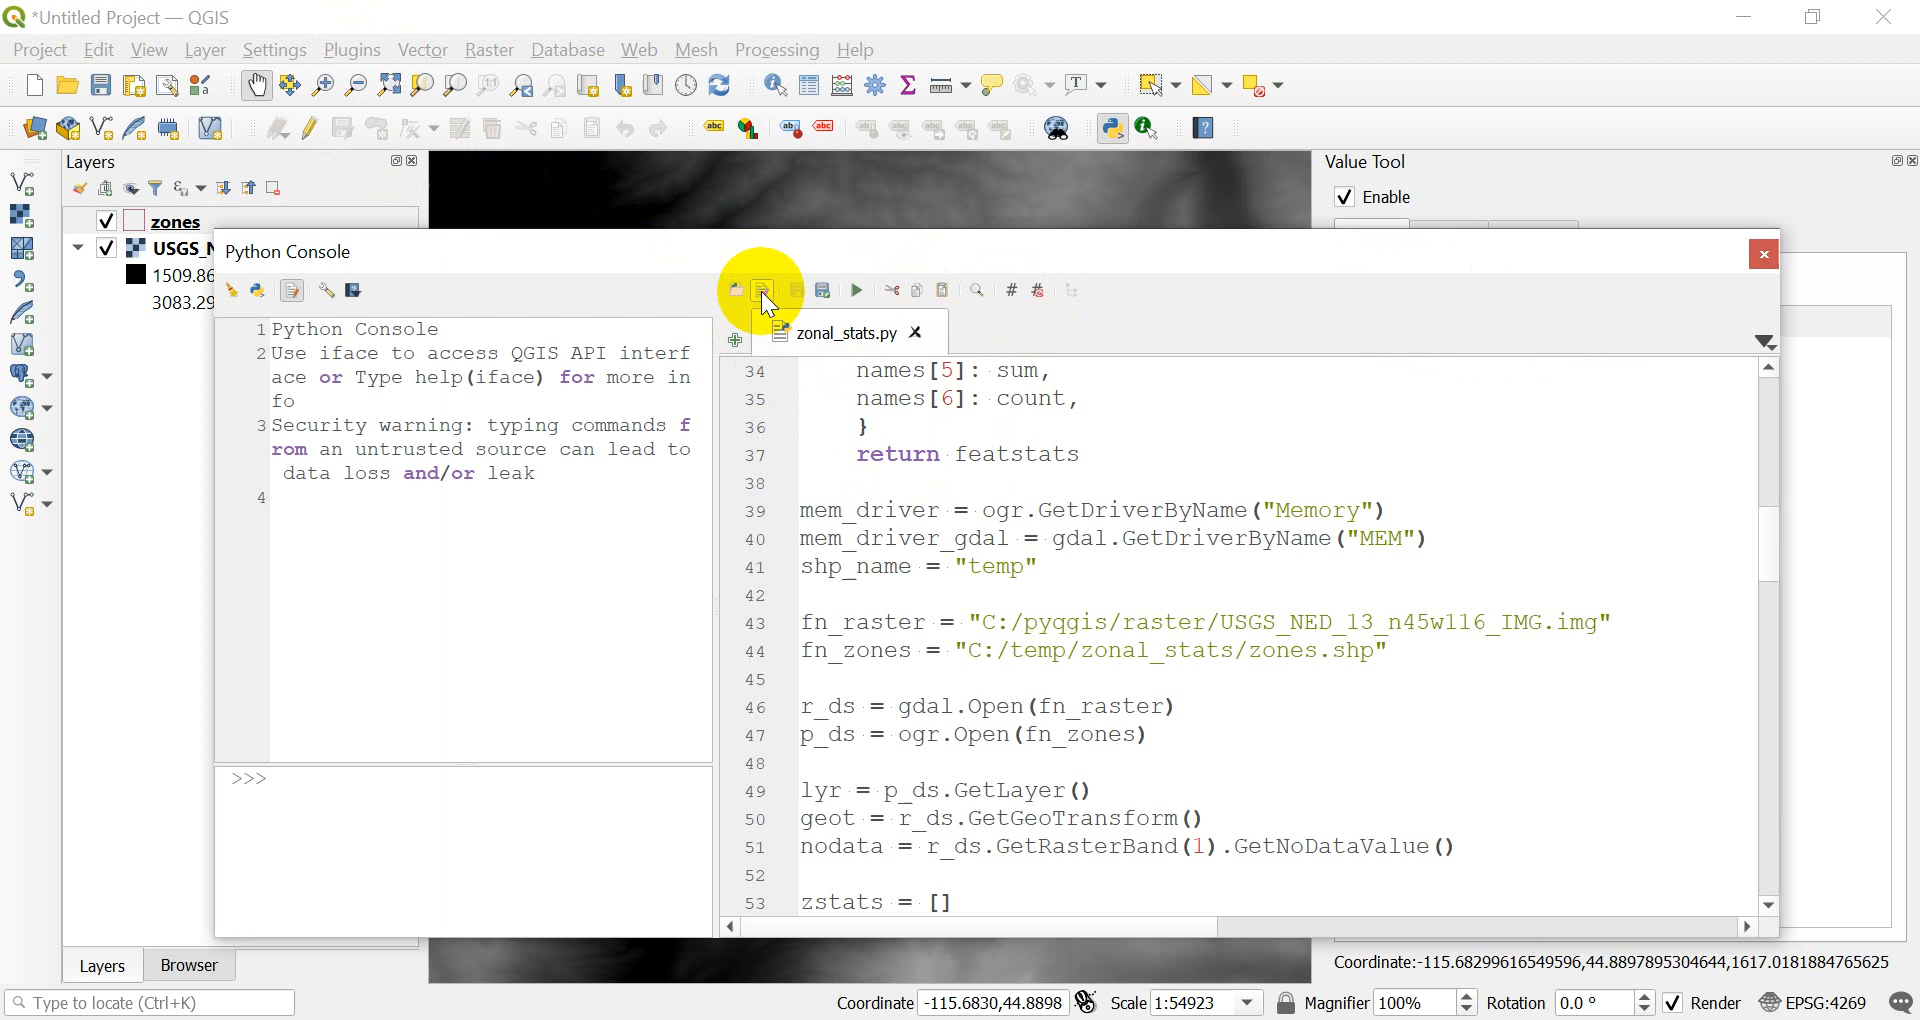 *Untitled Project — QGIS
Project Edit View Layer Settings Plugins Vector Raster Database Web Mesh Processing Help
Layers
zones
USGS_N
1509.86
3083.29
Value Tool
Enable
Python Console
zonal_stats.py
1 Python Console
2 Use iface to access QGIS API interf
ace or Type help(iface) for more in
fo
3 Security warning: typing commands f
rom an untrusted source can lead to
data loss and/or leak
4
>>>
34 names[5]: sum,
35 names[6]: count,
36 }
37 return featstats
38
39 mem_driver = ogr.GetDriverByName("Memory")
40 mem_driver_gdal = gdal.GetDriverByName("MEM")
41 shp_name = "temp"
42
43 fn_raster = "C:/pyqgis/raster/USGS_NED_13_n45w116_IMG.img"
44 fn_zones = "C:/temp/zonal_stats/zones.shp"
45
46 r_ds = gdal.Open(fn_raster)
47 p_ds = ogr.Open(fn_zones)
48
49 lyr = p_ds.GetLayer()
50 geot = r_ds.GetGeoTransform()
51 nodata = r_ds.GetRasterBand(1).GetNoDataValue()
52
53 zstats = []
Layers Browser
Coordinate:-115.68299616549596,44.8897895304644,1617.0181884765625
Type to locate (Ctrl+K)
Coordinate -115.6830,44.8898 Scale 1:54923 Magnifier 100% Rotation 0.0 ° Render EPSG:4269